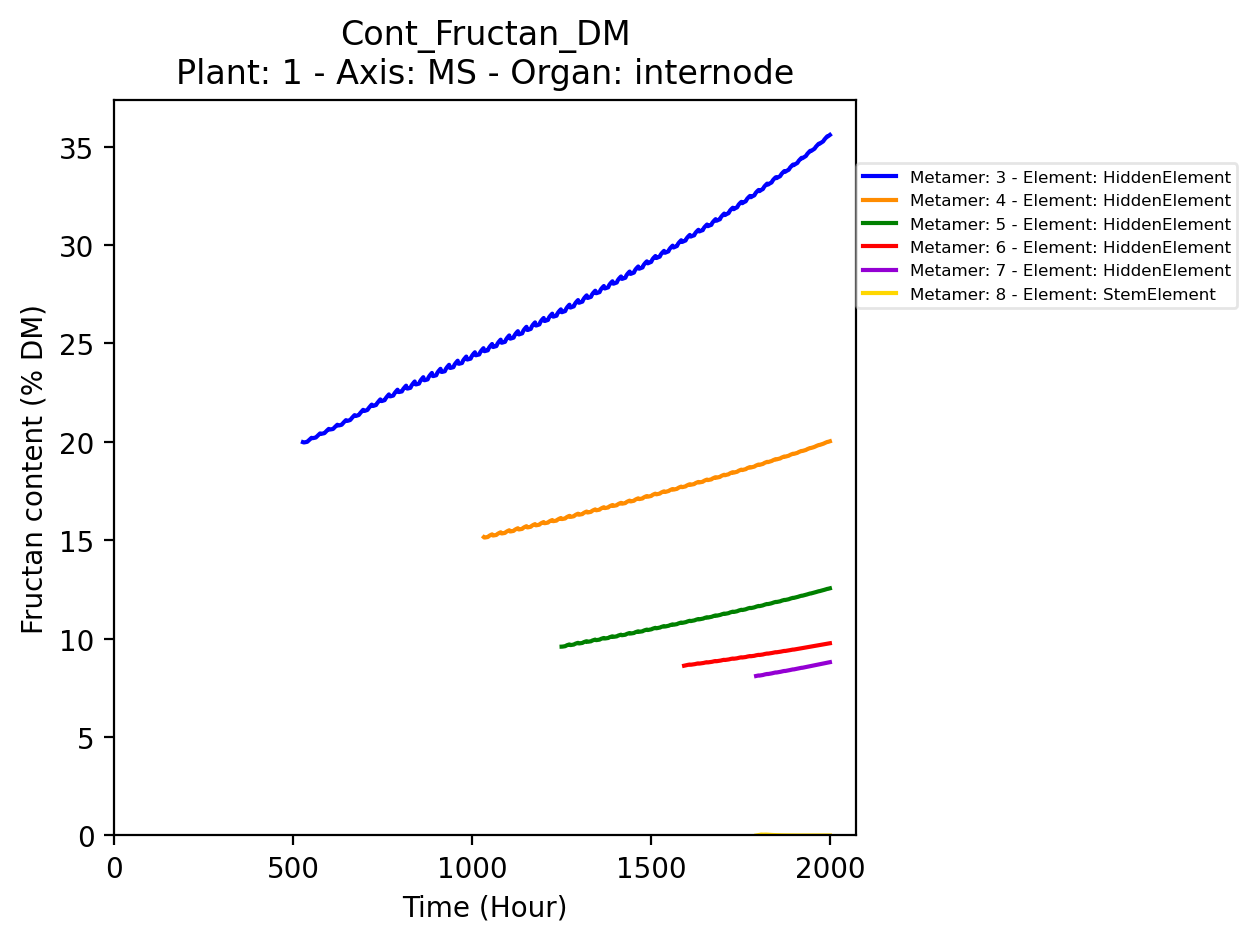 Cont_Fructan_DM
Plant: 1 - Axis: MS - Organ: internode
Fructan content (% DM)
35
30
25
20
15
10
5
0
0 500 1000 1500 2000
Time (Hour)
Metamer: 3 - Element: HiddenElement
Metamer: 4 - Element: HiddenElement
Metamer: 5 - Element: HiddenElement
Metamer: 6 - Element: HiddenElement
Metamer: 7 - Element: HiddenElement
Metamer: 8 - Element: StemElement